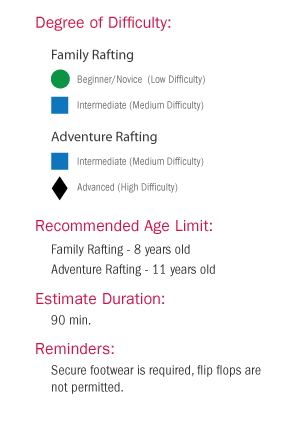 Degree of Difficulty:
Family Rafting
Beginner/Novice (Low Difficulty)
Intermediate (Medium Difficulty)
Adventure Rafting
Intermediate (Medium Difficulty)
Advanced (High Difficulty)
Recommended Age Limit:
Family Rafting - 8 years old
Adventure Rafting - 11 years old
Estimate Duration:
90 min.
Reminders:
Secure footwear is required, flip flops are
not permitted.